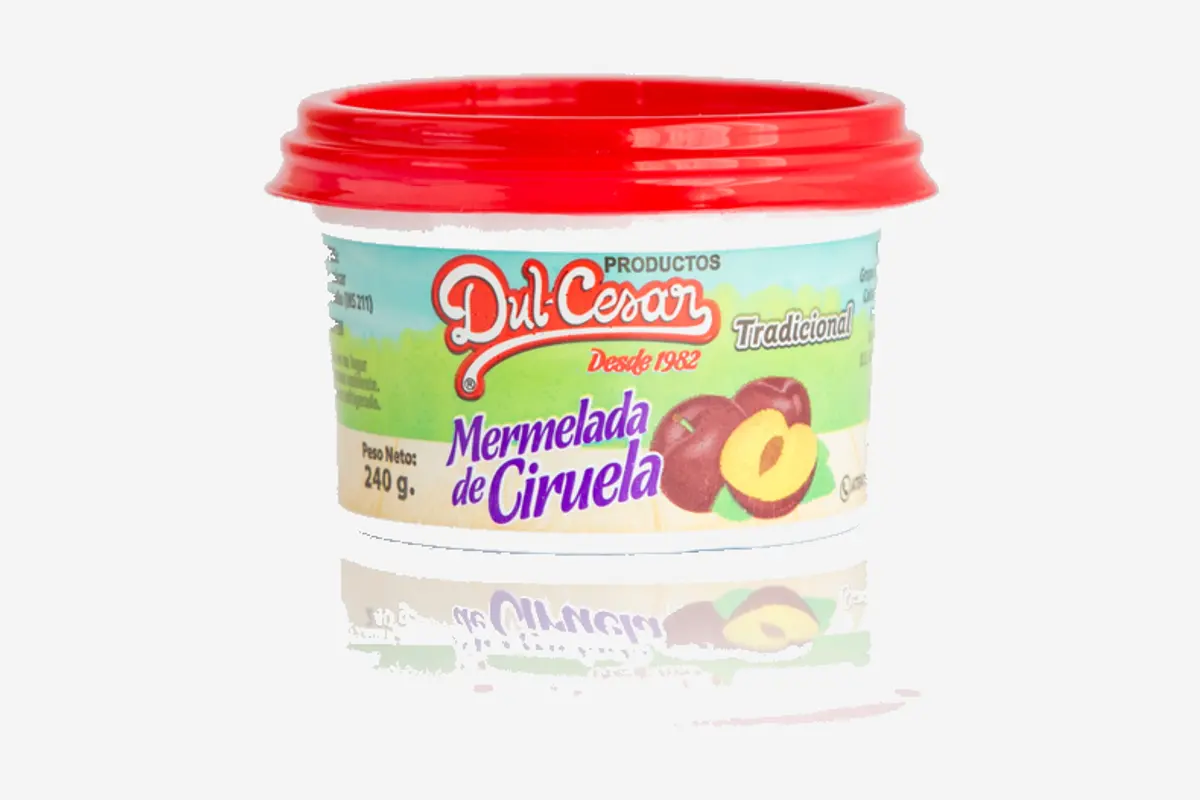 PRODUCTOS
Dul-Cesar
®
Desde 1982
Tradicional
Mermelada
de Ciruela
Peso Neto:
240 g.